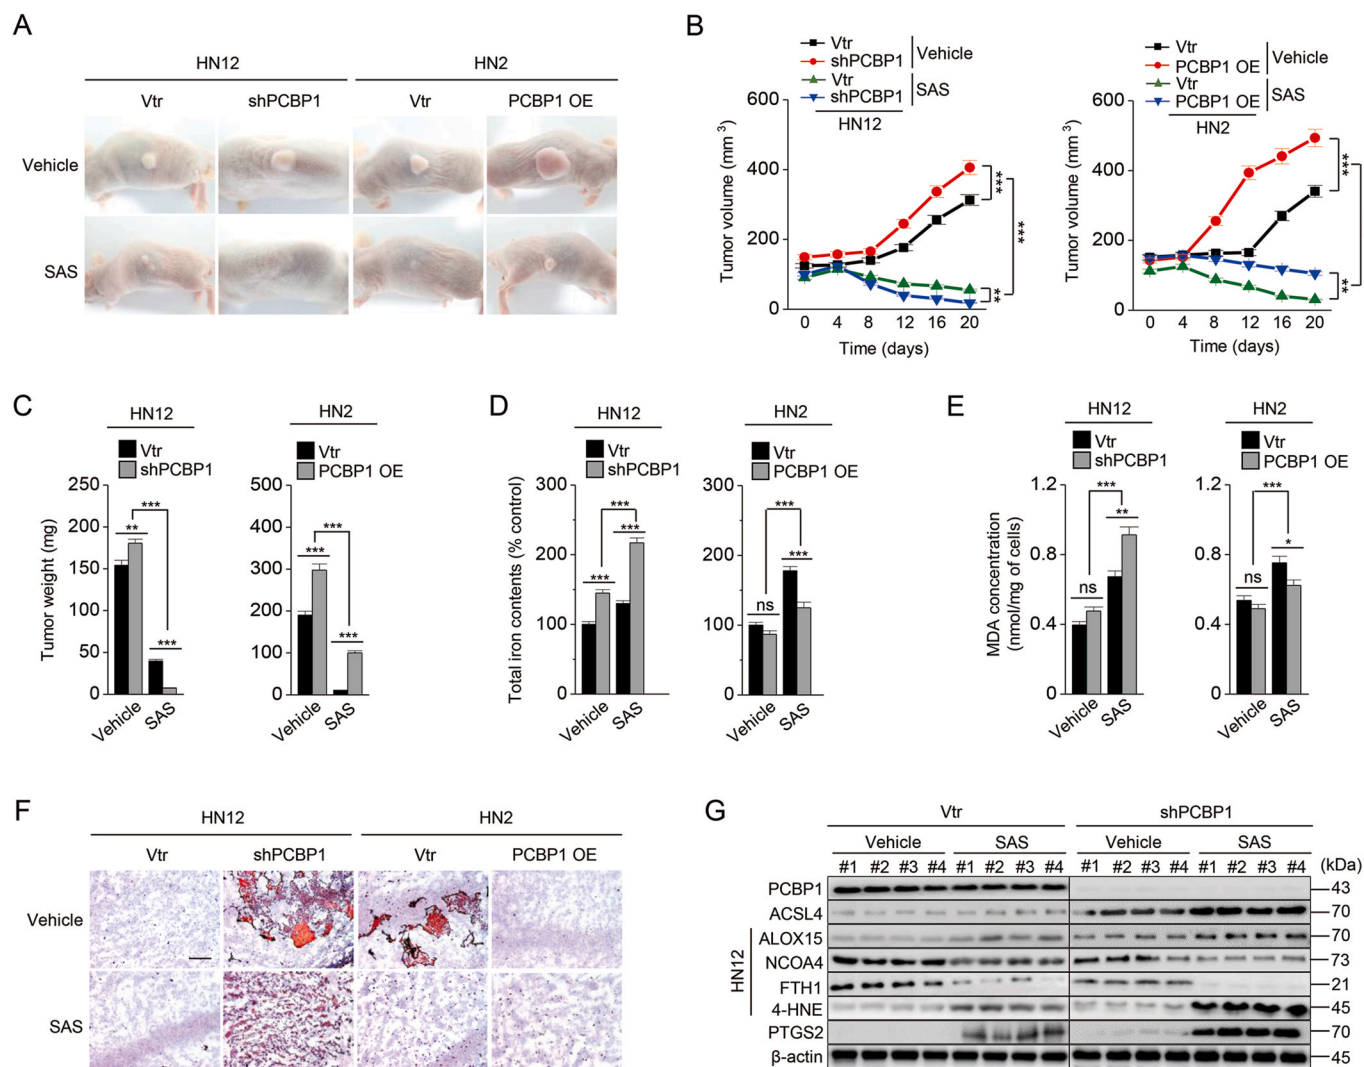 A
HN12 HN2
Vtr shPCBP1 Vtr PCBP1 OE
Vehicle
SAS
B
Vtr
shPCBP1
Vehicle
Vtr
shPCBP1
SAS
HN12
Tumor volume (mm 3)
600
400
200
0
0 4 8 12 16 20
Time (days)
***
***
**
Vtr
PCBP1 OE
Vehicle
Vtr
PCBP1 OE
SAS
HN2
Tumor volume (mm 3)
600
400
200
0
0 4 8 12 16 20
Time (days)
***
**
C
HN12
Vtr
shPCBP1
Tumor weight (mg)
250
200
150
100
50
0
***
**
***
Vehicle SAS
HN2
Vtr
PCBP1 OE
500
400
300
200
100
0
***
***
***
Vehicle SAS
D
HN12
Vtr
shPCBP1
Total iron contents (% control)
300
200
100
0
***
***
***
Vehicle SAS
HN2
Vtr
PCBP1 OE
300
200
100
0
***
***
ns
Vehicle SAS
E
HN12
Vtr
shPCBP1
MDA concentration
(nmol/mg of cells)
1.2
0.8
0.4
0
***
**
ns
Vehicle SAS
HN2
Vtr
PCBP1 OE
1.2
0.8
0.4
0
***
*
ns
Vehicle SAS
F
HN12 HN2
Vtr shPCBP1 Vtr PCBP1 OE
Vehicle
SAS
G
Vtr shPCBP1
Vehicle SAS Vehicle SAS
#1 #2 #3 #4 #1 #2 #3 #4 #1 #2 #3 #4 #1 #2 #3 #4 (kDa)
HN12
PCBP1 43
ACSL4 70
ALOX15 70
NCOA4 73
FTH1 21
4-HNE 45
PTGS2 70
β-actin 45